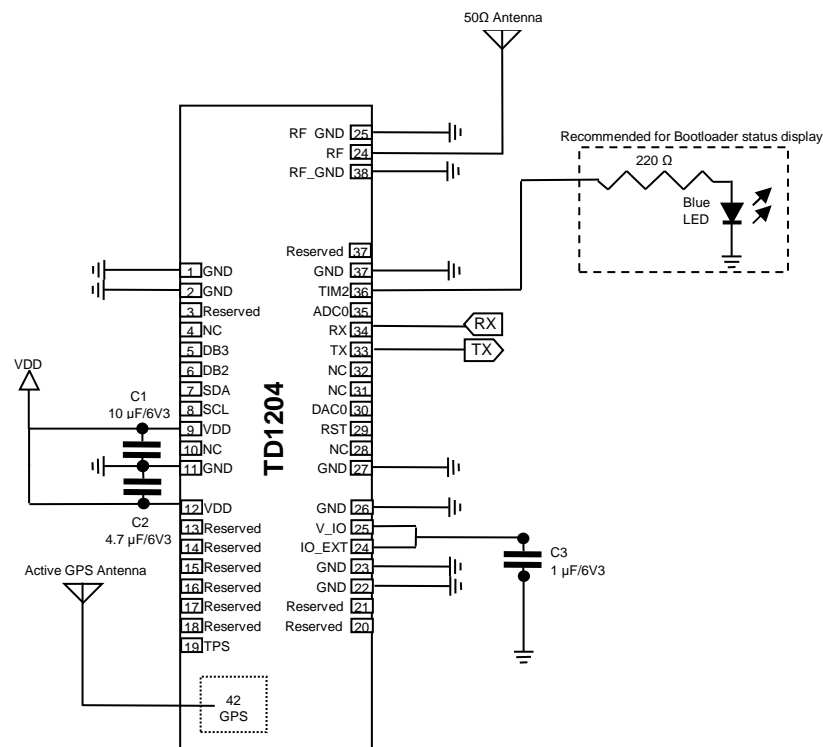 50Ω Antenna
RF_GND 25
RF 24
RF_GND 38
Recommended for Bootloader status display
220 Ω
Blue
LED
Reserved 37
1 GND
GND 37
2 GND
TIM2 36
3 Reserved
ADC0 35
4 NC
RX 34
RX
5 DB3
TX 33
TX
6 DB2
NC 32
7 SDA
NC 31
8 SCL
DAC0 30
9 VDD
RST 29
10 NC
NC 28
11 GND
GND 27
VDD
C1
10 µF/6V3
TD1204
12 VDD
GND 26
C2
4.7 µF/6V3
13 Reserved
V_IO 25
14 Reserved
IO_EXT 24
15 Reserved
GND 23
16 Reserved
GND 22
17 Reserved
Reserved 21
18 Reserved
Reserved 20
19 TPS
C3
1 µF/6V3
Active GPS Antenna
42
GPS